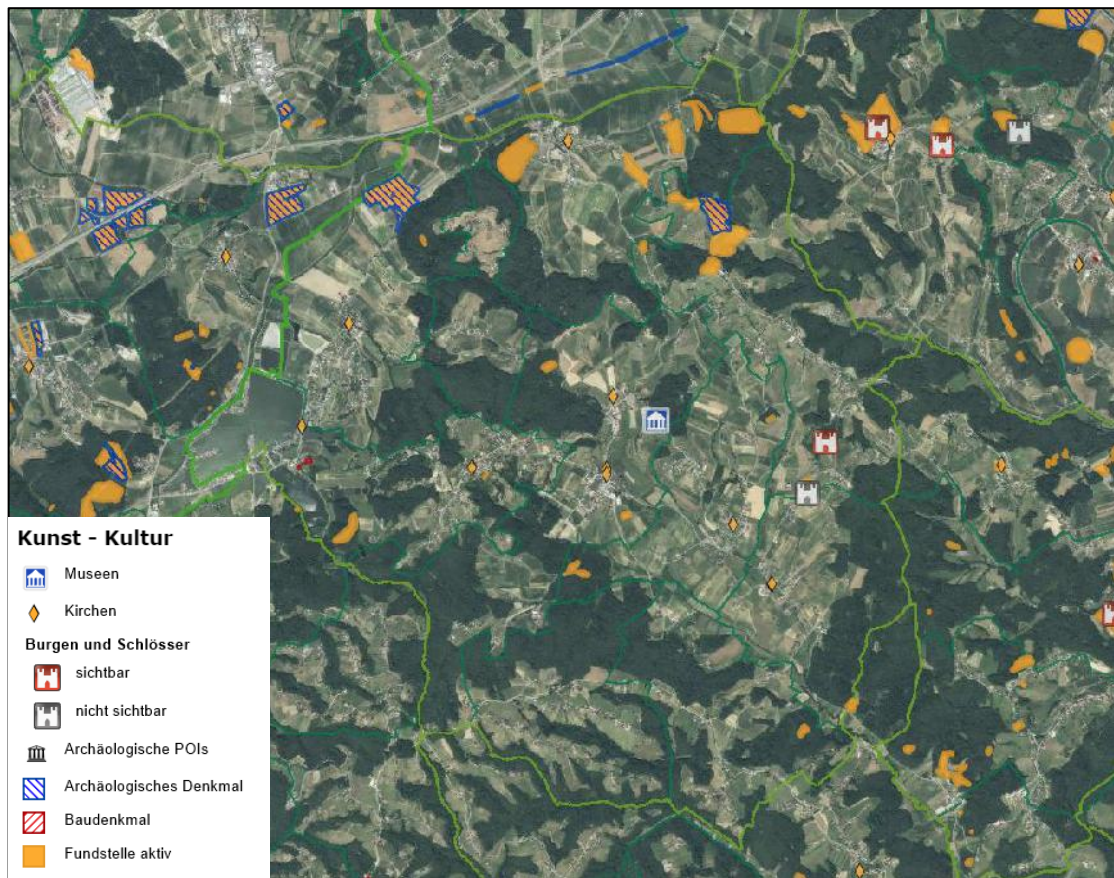 Kunst - Kultur
Museen
Kirchen
Burgen und Schlösser
sichtbar
nicht sichtbar
Archäologische POIs
Archäologisches Denkmal
Baudenkmal
Fundstelle aktiv